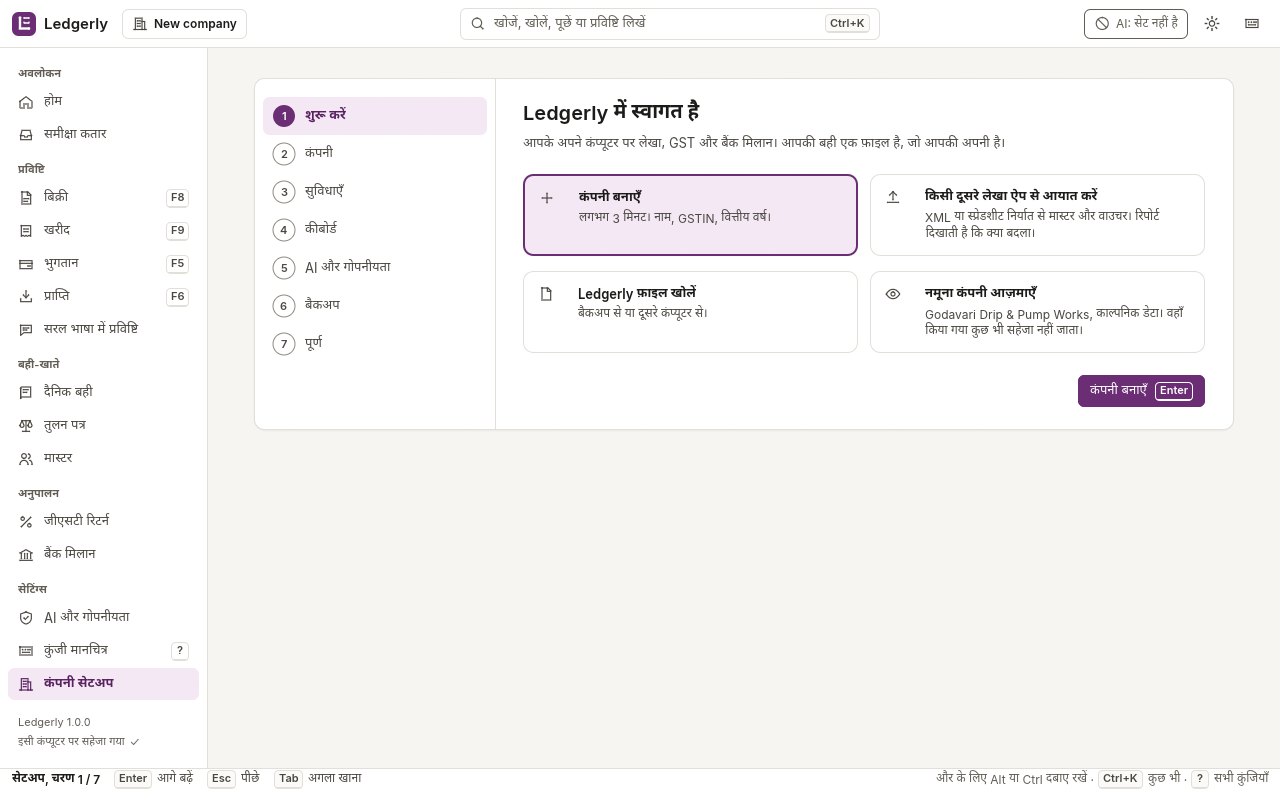 Ledgerly
New company
खोजें, खोलें, पूछें या प्रविष्टि लिखें
Ctrl+K
AI: सेट नहीं है
अवलोकन
होम
समीक्षा कतार
प्रविष्टि
बिक्री F8
खरीद F9
भुगतान F5
प्राप्ति F6
सरल भाषा में प्रविष्टि
बही-खाते
दैनिक बही
तुलन पत्र
मास्टर
अनुपालन
जीएसटी रिटर्न
बैंक मिलान
सेटिंग्स
AI और गोपनीयता
कुंजी मानचित्र ?
कंपनी सेटअप
Ledgerly 1.0.0
इसी कंप्यूटर पर सहेजा गया
1 शुरू करें
2 कंपनी
3 सुविधाएँ
4 कीबोर्ड
5 AI और गोपनीयता
6 बैकअप
7 पूर्ण
Ledgerly में स्वागत है
आपके अपने कंप्यूटर पर लेखा, GST और बैंक मिलान। आपकी बही एक फ़ाइल है, जो आपकी अपनी है।
कंपनी बनाएँ
लगभग 3 मिनट। नाम, GSTIN, वित्तीय वर्ष।
किसी दूसरे लेखा ऐप से आयात करें
XML या स्प्रेडशीट निर्यात से मास्टर और वाउचर। रिपोर्ट
दिखाती है कि क्या बदला।
Ledgerly फ़ाइल खोलें
बैकअप से या दूसरे कंप्यूटर से।
नमूना कंपनी आज़माएँ
Godavari Drip & Pump Works, काल्पनिक डेटा। वहाँ
किया गया कुछ भी सहेजा नहीं जाता।
कंपनी बनाएँ Enter
सेटअप, चरण 1 / 7 Enter आगे बढ़ें Esc पीछे Tab अगला खाना
और के लिए Alt या Ctrl दबाए रखें · Ctrl+K कुछ भी · ? सभी कुंजियाँ